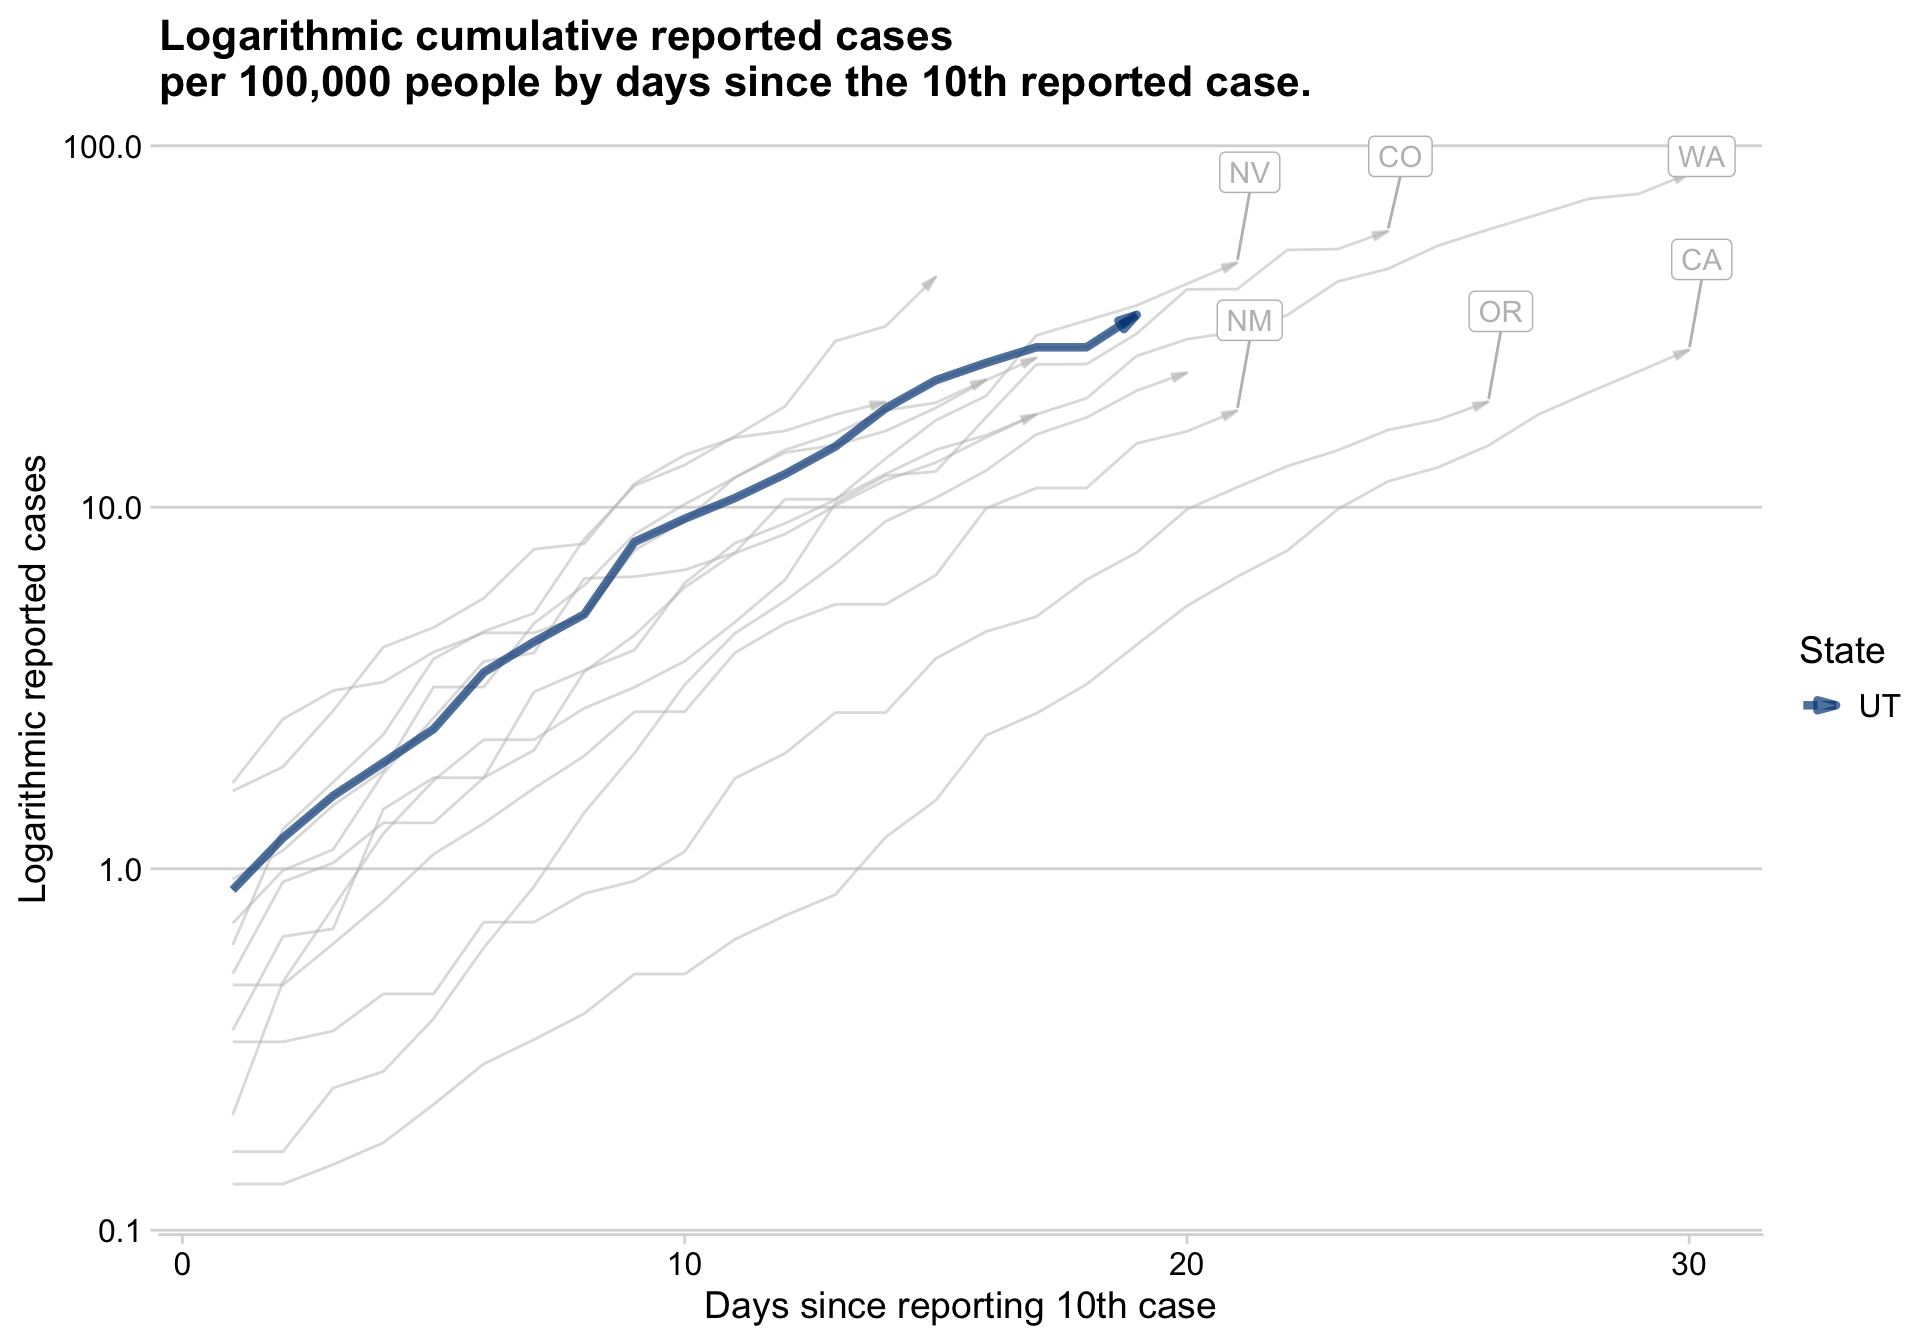 Logarithmic cumulative reported cases
per 100,000 people by days since the 10th reported case.
Logarithmic reported cases
100.0
10.0
1.0
0.1
NV
CO
WA
CA
OR
NM
State
UT
0
10
20
30
Days since reporting 10th case